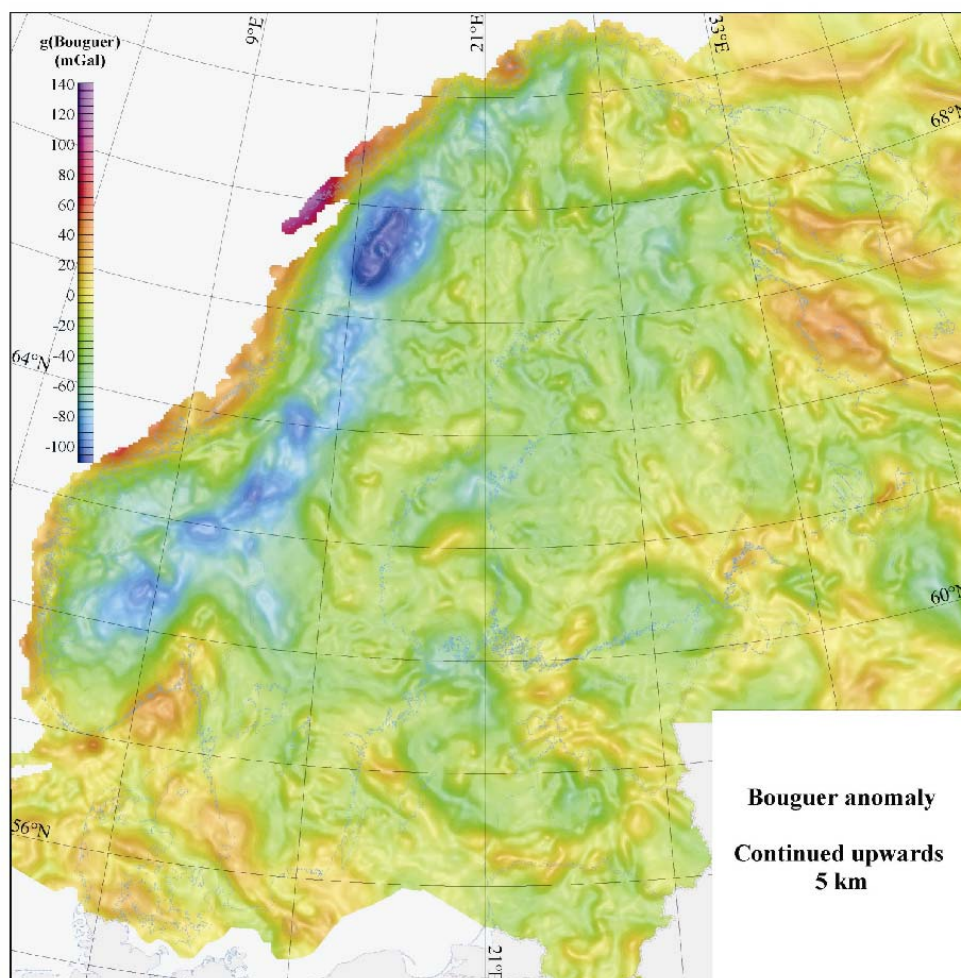 9°E
21°E
33°E
g(Bouguer)
(mGal)
140
120
100
80
60
40
20
0
-20
-40
-60
-80
-100
68°N
64°N
60°N
56°N
21°E
Bouguer anomaly
Continued upwards
5 km